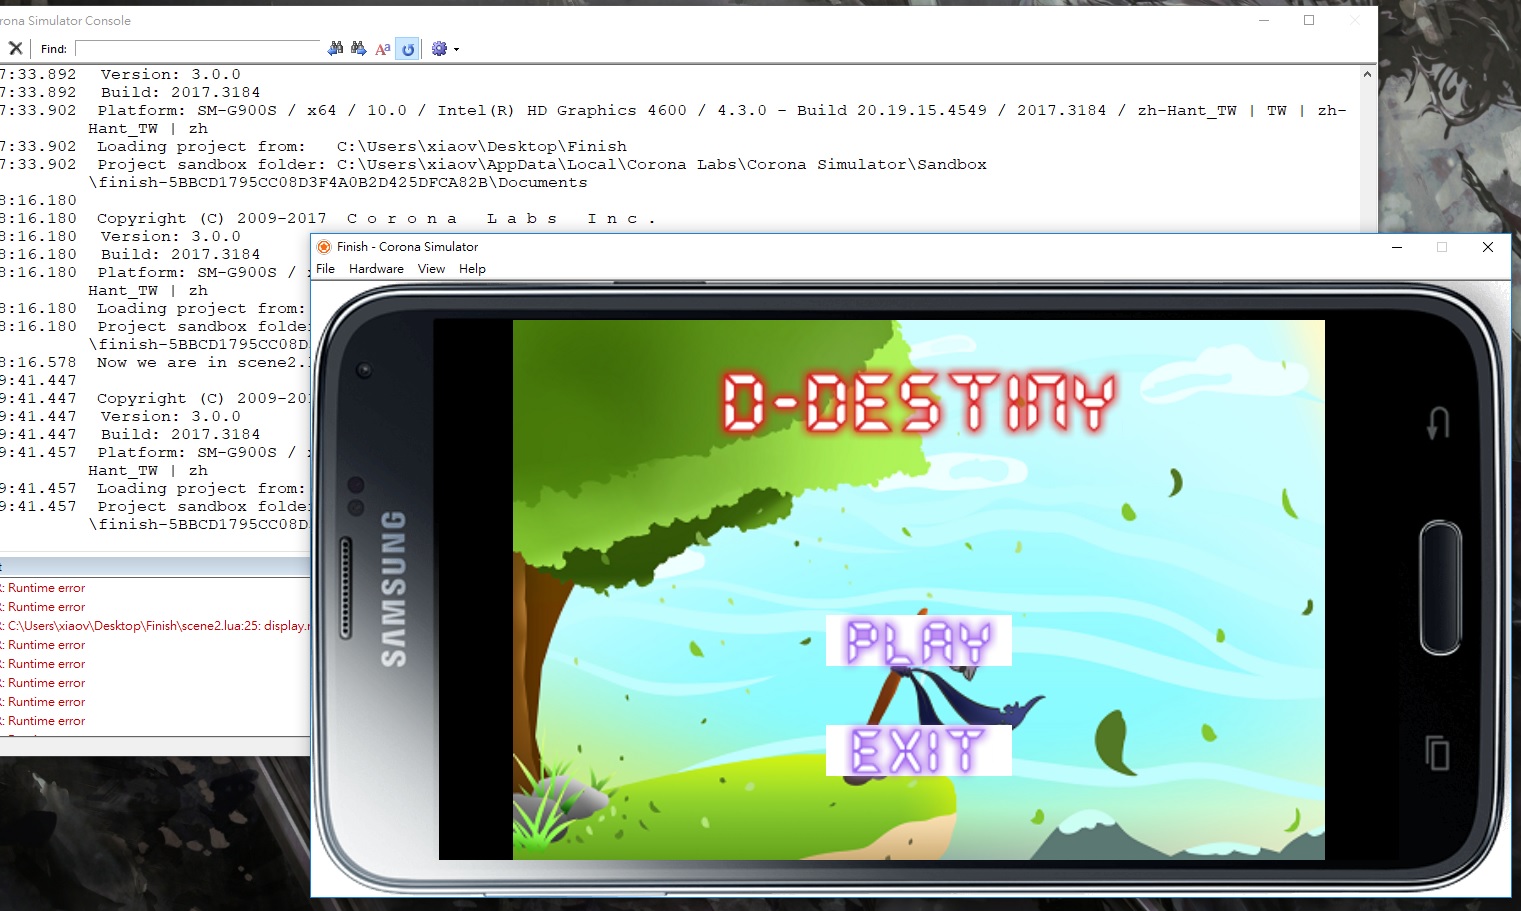 rona Simulator Console
Find:
7:33.892 Version: 3.0.0
7:33.892 Build: 2017.3184
7:33.902 Platform: SM-G900S / x64 / 10.0 / Intel(R) HD Graphics 4600 / 4.3.0 - Build 20.19.15.4549 / 2017.3184 / zh-Hant_TW | TW | zh-
Hant_TW | zh
7:33.902 Loading project from: C:\Users\xiaov\Desktop\Finish
7:33.902 Project sandbox folder: C:\Users\xiaov\AppData\Local\Corona Labs\Corona Simulator\Sandbox
\finish-5BBCD1795CC08D3F4A0B2D425DFCA82B\Documents
8:16.180
8:16.180 Copyright (C) 2009-2017 C o r o n a L a b s I n c .
8:16.180 Version: 3.0.0
8:16.180 Build: 2017.3184
8:16.180 Platform: SM-G900S /
Hant_TW | zh
8:16.180 Loading project from:
8:16.180 Project sandbox folde
\finish-5BBCD1795CC08D
8:16.578 Now we are in scene2.
9:41.447
9:41.447 Copyright (C) 2009-20
9:41.447 Version: 3.0.0
9:41.447 Build: 2017.3184
9:41.457 Platform: SM-G900S /
Hant_TW | zh
9:41.457 Loading project from:
9:41.457 Project sandbox folde
\finish-5BBCD1795CC08D
: Runtime error
: Runtime error
: C:\Users\xiaov\Desktop\Finish\scene2.lua:25: display.
: Runtime error
: Runtime error
: Runtime error
: Runtime error
: Runtime error
Finish - Corona Simulator
File Hardware View Help
SAMSUNG
D-DESTINY
PLAY
EXIT